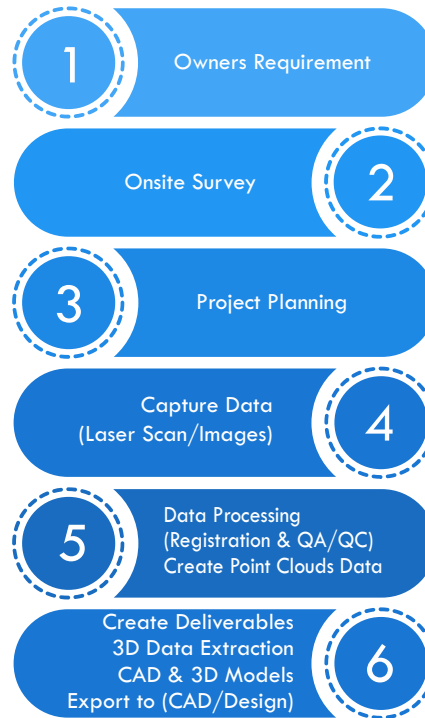 1
Owners Requirement
Onsite Survey
2
3
Project Planning
Capture Data
(Laser Scan/Images)
4
5
Data Processing
(Registration & QA/QC)
Create Point Clouds Data
Create Deliverables
3D Data Extraction
CAD & 3D Models
Export to (CAD/Design)
6